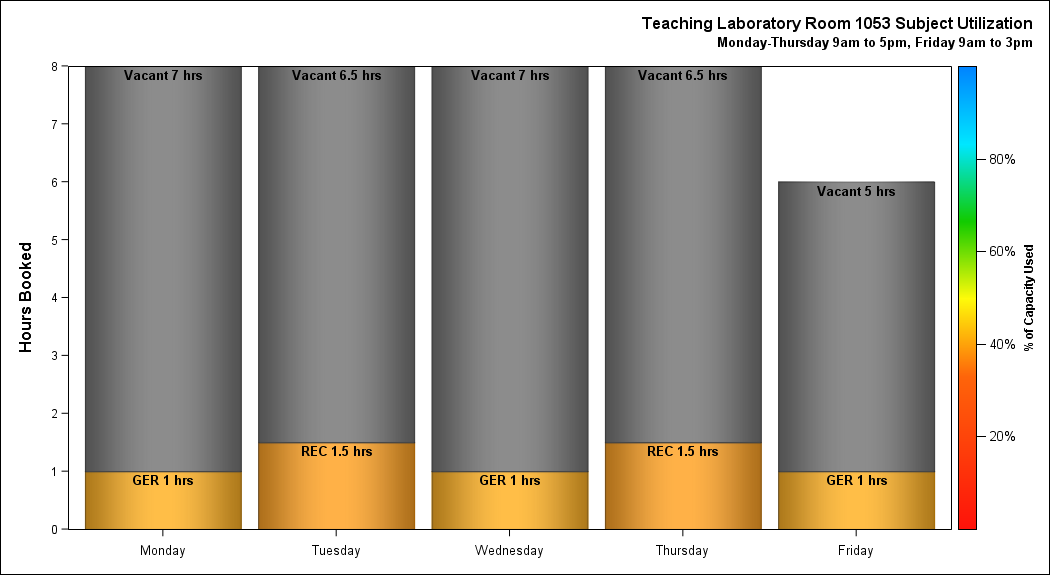 Teaching Laboratory Room 1053 Subject Utilization
Monday-Thursday 9am to 5pm, Friday 9am to 3pm
Hours Booked
8
7
6
5
4
3
2
1
0
Vacant 7 hrs
GER 1 hrs
Vacant 6.5 hrs
REC 1.5 hrs
Vacant 7 hrs
GER 1 hrs
Vacant 6.5 hrs
REC 1.5 hrs
Vacant 5 hrs
GER 1 hrs
Monday
Tuesday
Wednesday
Thursday
Friday
80%
60%
40%
20%
% of Capacity Used